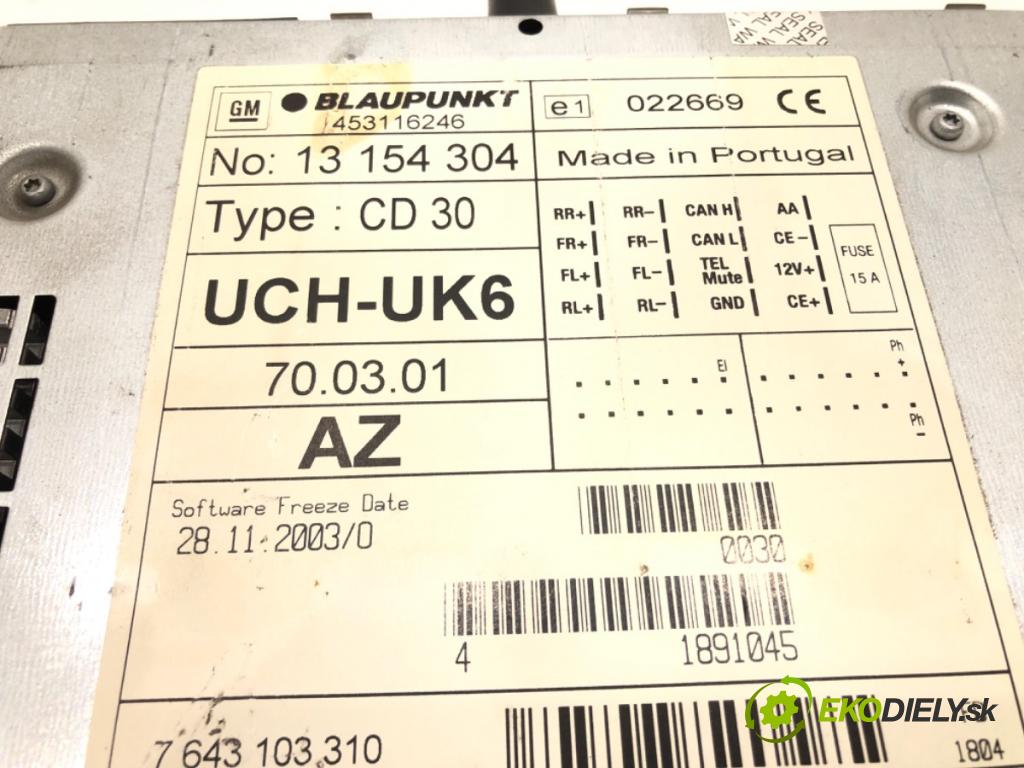 SEAL WA
GM BLAUPUNKT
453116246
e1 022669 CE
No: 13 154 304
Made in Portugal
Type : CD 30
RR+ RR- CAN H AA
FR+ FR- CAN L CE-
FL+ FL- TEL Mute 12V+
RL+ RL- GND CE+
FUSE
15 A
UCH-UK6
70.03.01
AZ
El
Ph
+
Ph
-
Software Freeze Date
28.11.2003/0
0030
4 1891045
7 643 103 310
1804
EKODIELY.sk